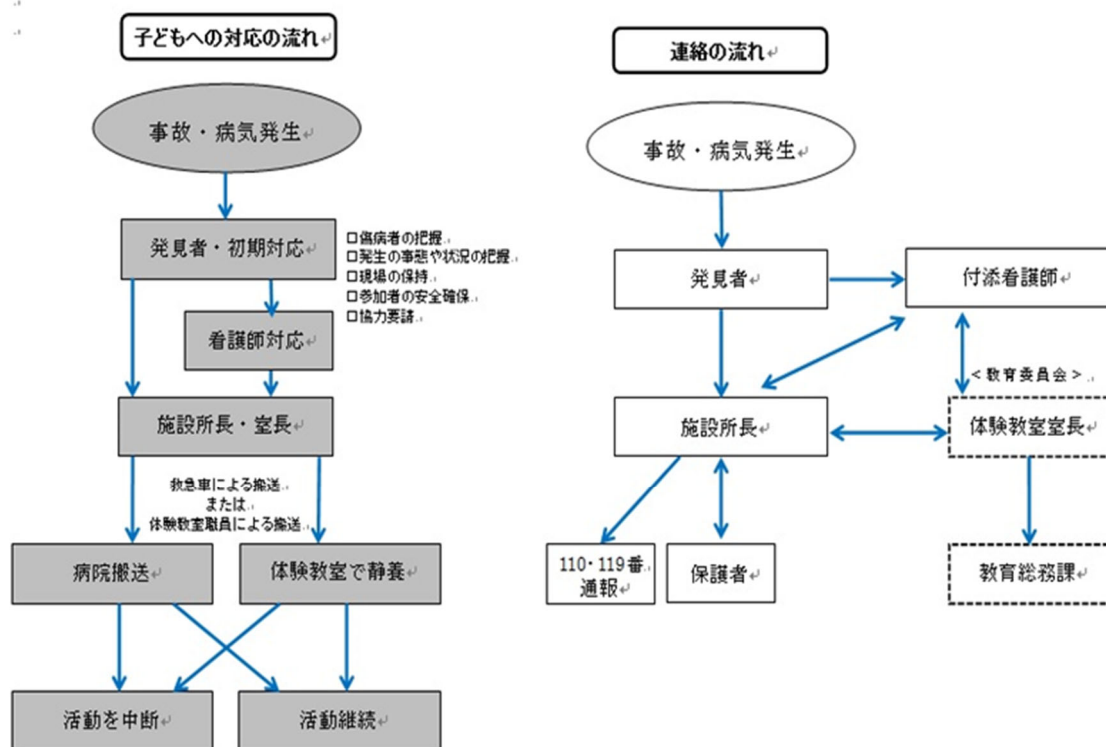 子どもへの対応の流れ
事故・病気発生
発見者・初期対応
□傷病者の把握
□発生の事態や状況の把握
□現場の保持
□参加者の安全確保
□協力要請
看護師対応
施設所長・室長
救急車による搬送
または
体験教室職員による搬送
病院搬送
体験教室で静養
活動を中断
活動継続
連絡の流れ
事故・病気発生
発見者
付添看護師
<教育委員会>
施設所長
体験教室室長
110・119番
通報
保護者
教育総務課